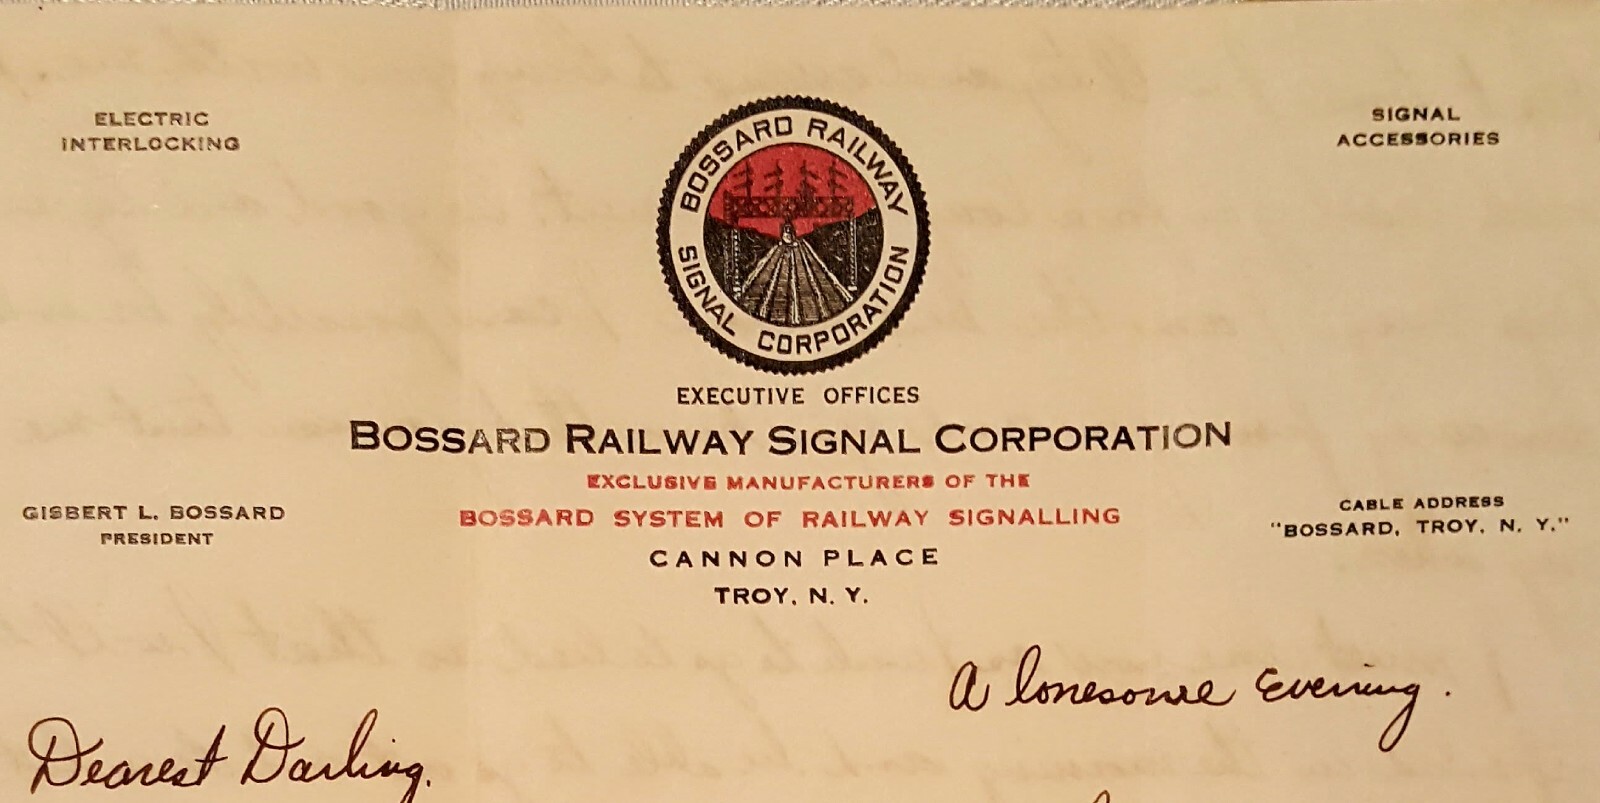 ELECTRIC
INTERLOCKING
SIGNAL
ACCESSORIES
BOSSARD RAILWAY
SIGNAL CORPORATION
EXECUTIVE OFFICES
BOSSARD RAILWAY SIGNAL CORPORATION
EXCLUSIVE MANUFACTURERS OF THE
BOSSARD SYSTEM OF RAILWAY SIGNALLING
CANNON PLACE
TROY, N. Y.
GISBERT L. BOSSARD
PRESIDENT
CABLE ADDRESS
"BOSSARD, TROY, N. Y."
A lonesome Evening.
Dearest Darling.